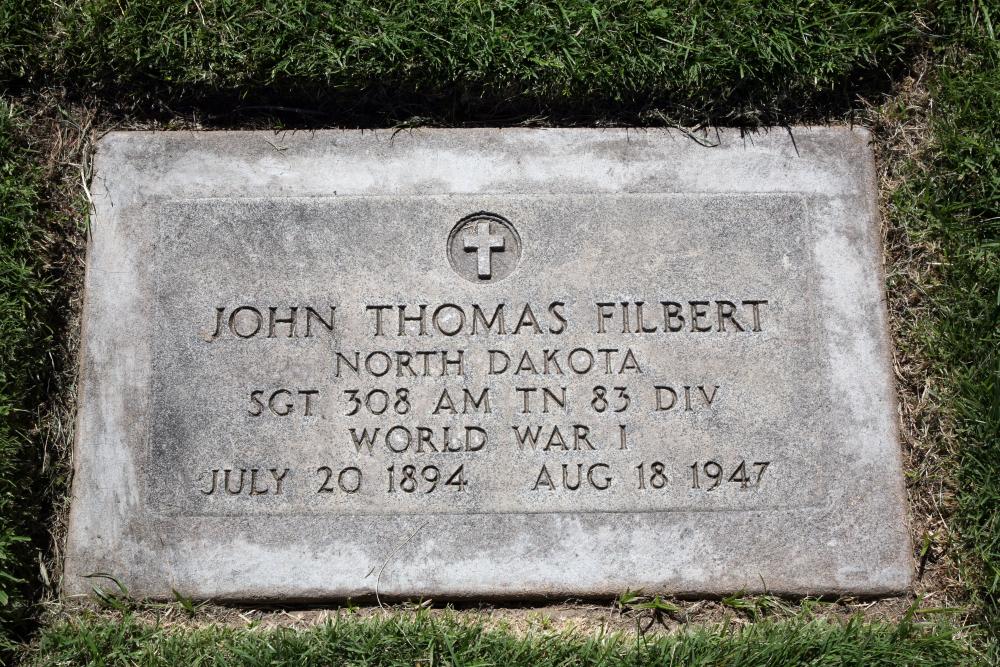 JOHN THOMAS FILBERT
NORTH DAKOTA
SGT 308 AM TN 83 DIV
WORLD WAR I
JULY 20 1894 AUG 18 1947